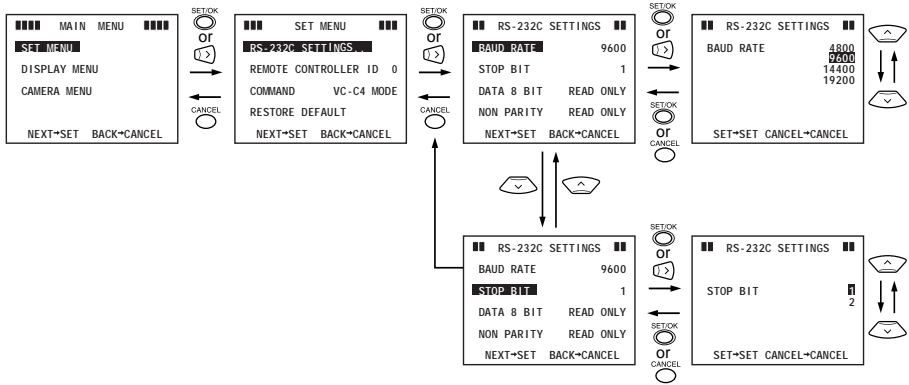 MAIN MENU
SET MENU
DISPLAY MENU
CAMERA MENU
NEXT→SET BACK→CANCEL
SET/OK
or
CANCEL
SET MENU
RS-232C SETTINGS...
REMOTE CONTROLLER ID 0
COMMAND VC-C4 MODE
RESTORE DEFAULT
NEXT→SET BACK→CANCEL
SET/OK
or
CANCEL
RS-232C SETTINGS
BAUD RATE 9600
STOP BIT 1
DATA 8 BIT READ ONLY
NON PARITY READ ONLY
NEXT→SET BACK→CANCEL
SET/OK
or
SET/OK
or
CANCEL
RS-232C SETTINGS
BAUD RATE 4800
9600
14400
19200
SET→SET CANCEL→CANCEL
RS-232C SETTINGS
BAUD RATE 9600
STOP BIT 1
DATA 8 BIT READ ONLY
NON PARITY READ ONLY
NEXT→SET BACK→CANCEL
SET/OK
or
SET/OK
or
CANCEL
RS-232C SETTINGS
STOP BIT 1
2
SET→SET CANCEL→CANCEL